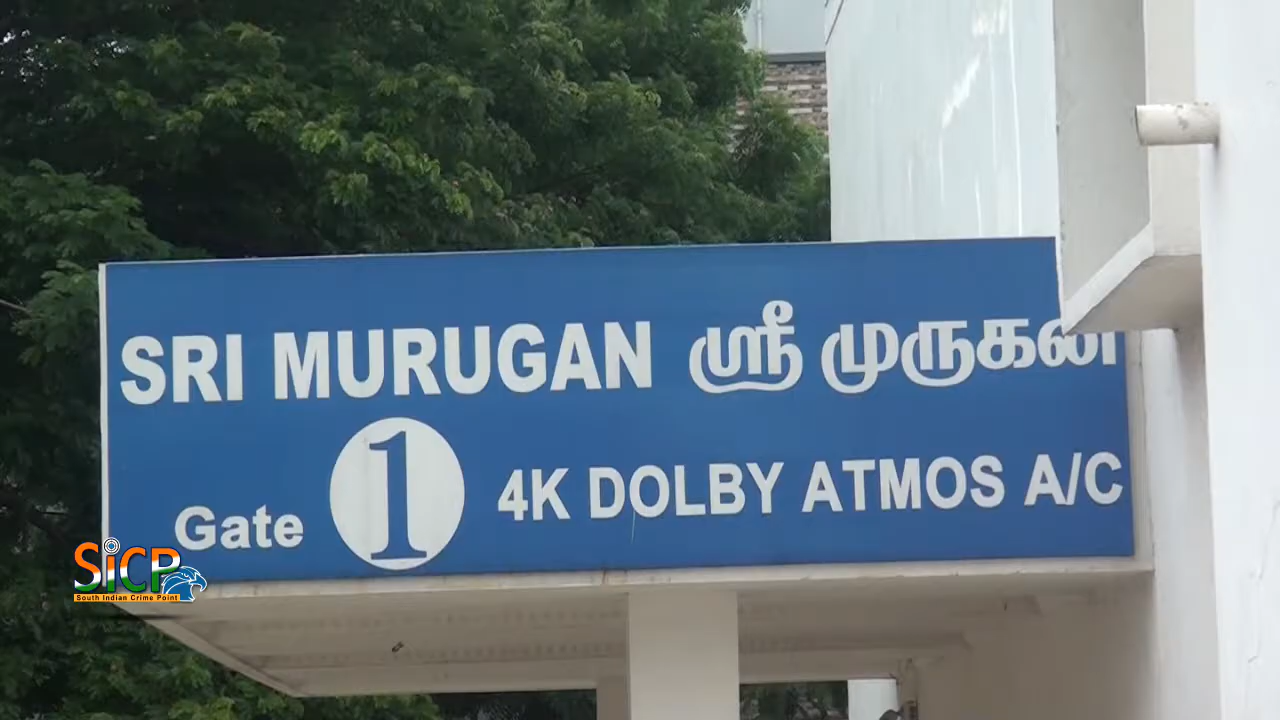 SRI MURUGAN ஸ்ரீ முருகன்
Gate 1 4K DOLBY ATMOS A/C
SiCP
South Indian Crime Point